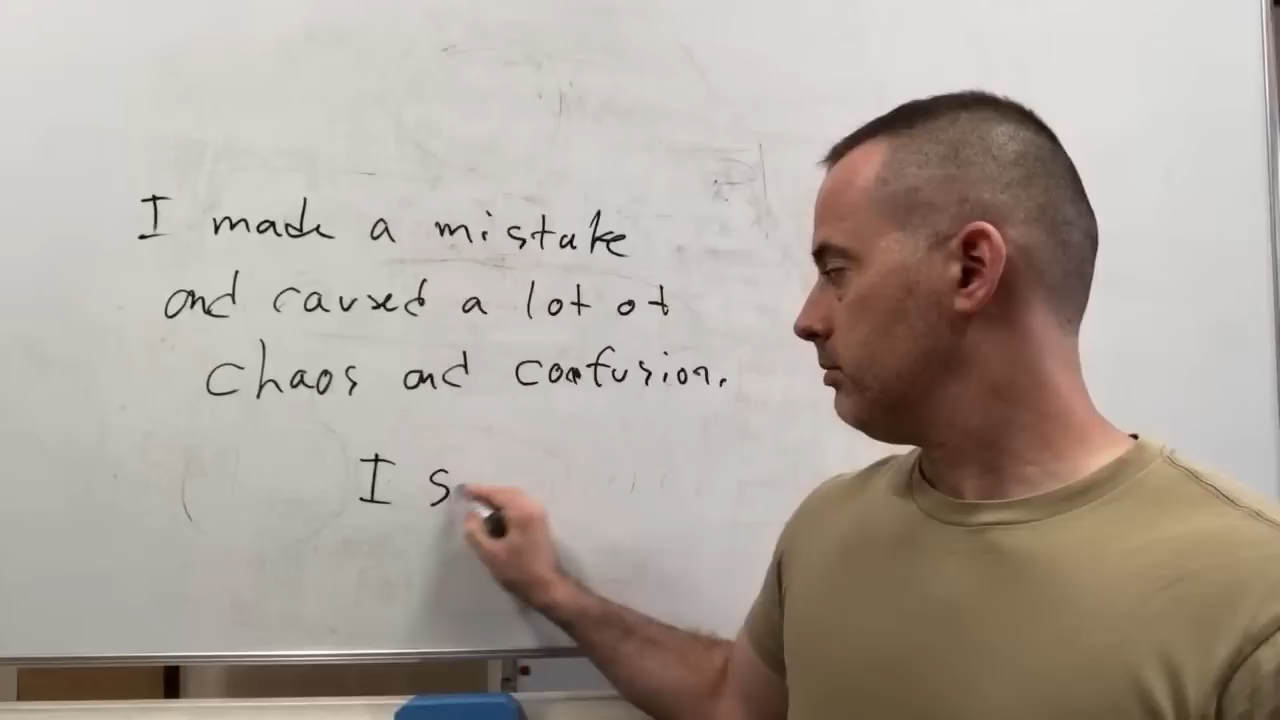 I made a mistake
and caused a lot of
chaos and confusion.
I s